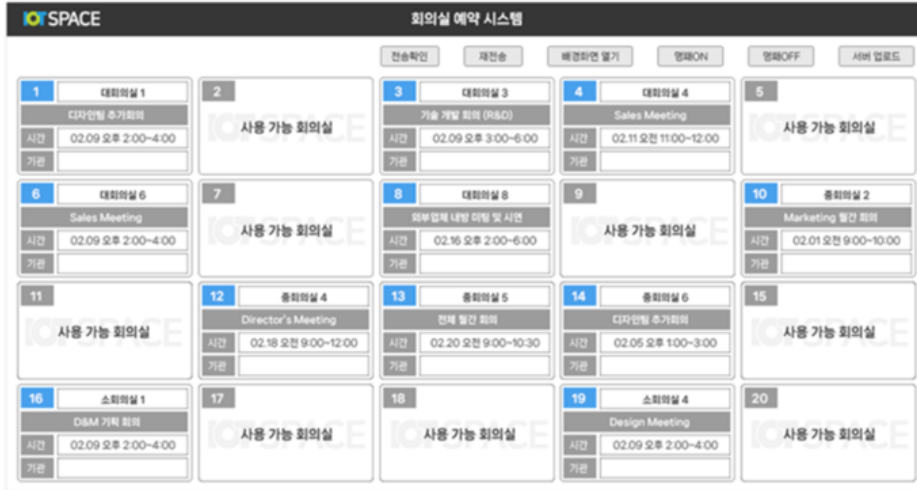 IOT SPACE
회의실 예약 시스템
전송확인 재전송 배경화면 열기 명패ON 명패OFF 서버 업로드
1 대회의실 1
디자인팀 추가회의
시간 02.09 오후 2:00~4:00
기관
2
사용 가능 회의실
3 대회의실 3
기술 개발 회의 (R&D)
시간 02.09 오후 3:00~6:00
기관
4 대회의실 4
Sales Meeting
시간 02.11 오전 11:00~12:00
기관
5
사용 가능 회의실
6 대회의실 6
Sales Meeting
시간 02.09 오후 2:00~4:00
기관
7
사용 가능 회의실
8 대회의실 8
외부업체 내방 미팅 및 시연
시간 02.16 오후 2:00~6:00
기관
9
사용 가능 회의실
10 중회의실 2
Marketing 월간 회의
시간 02.01 오전 9:00~10:00
기관
11
사용 가능 회의실
12 중회의실 4
Director's Meeting
시간 02.18 오전 9:00~12:00
기관
13 중회의실 5
전체 월간 회의
시간 02.20 오전 9:00~10:30
기관
14 중회의실 6
디자인팀 추가회의
시간 02.05 오후 1:00~3:00
기관
15
사용 가능 회의실
16 소회의실 1
D&M 기획 회의
시간 02.09 오후 2:00~4:00
기관
17
사용 가능 회의실
18
사용 가능 회의실
19 소회의실 4
Design Meeting
시간 02.09 오후 2:00~4:00
기관
20
사용 가능 회의실